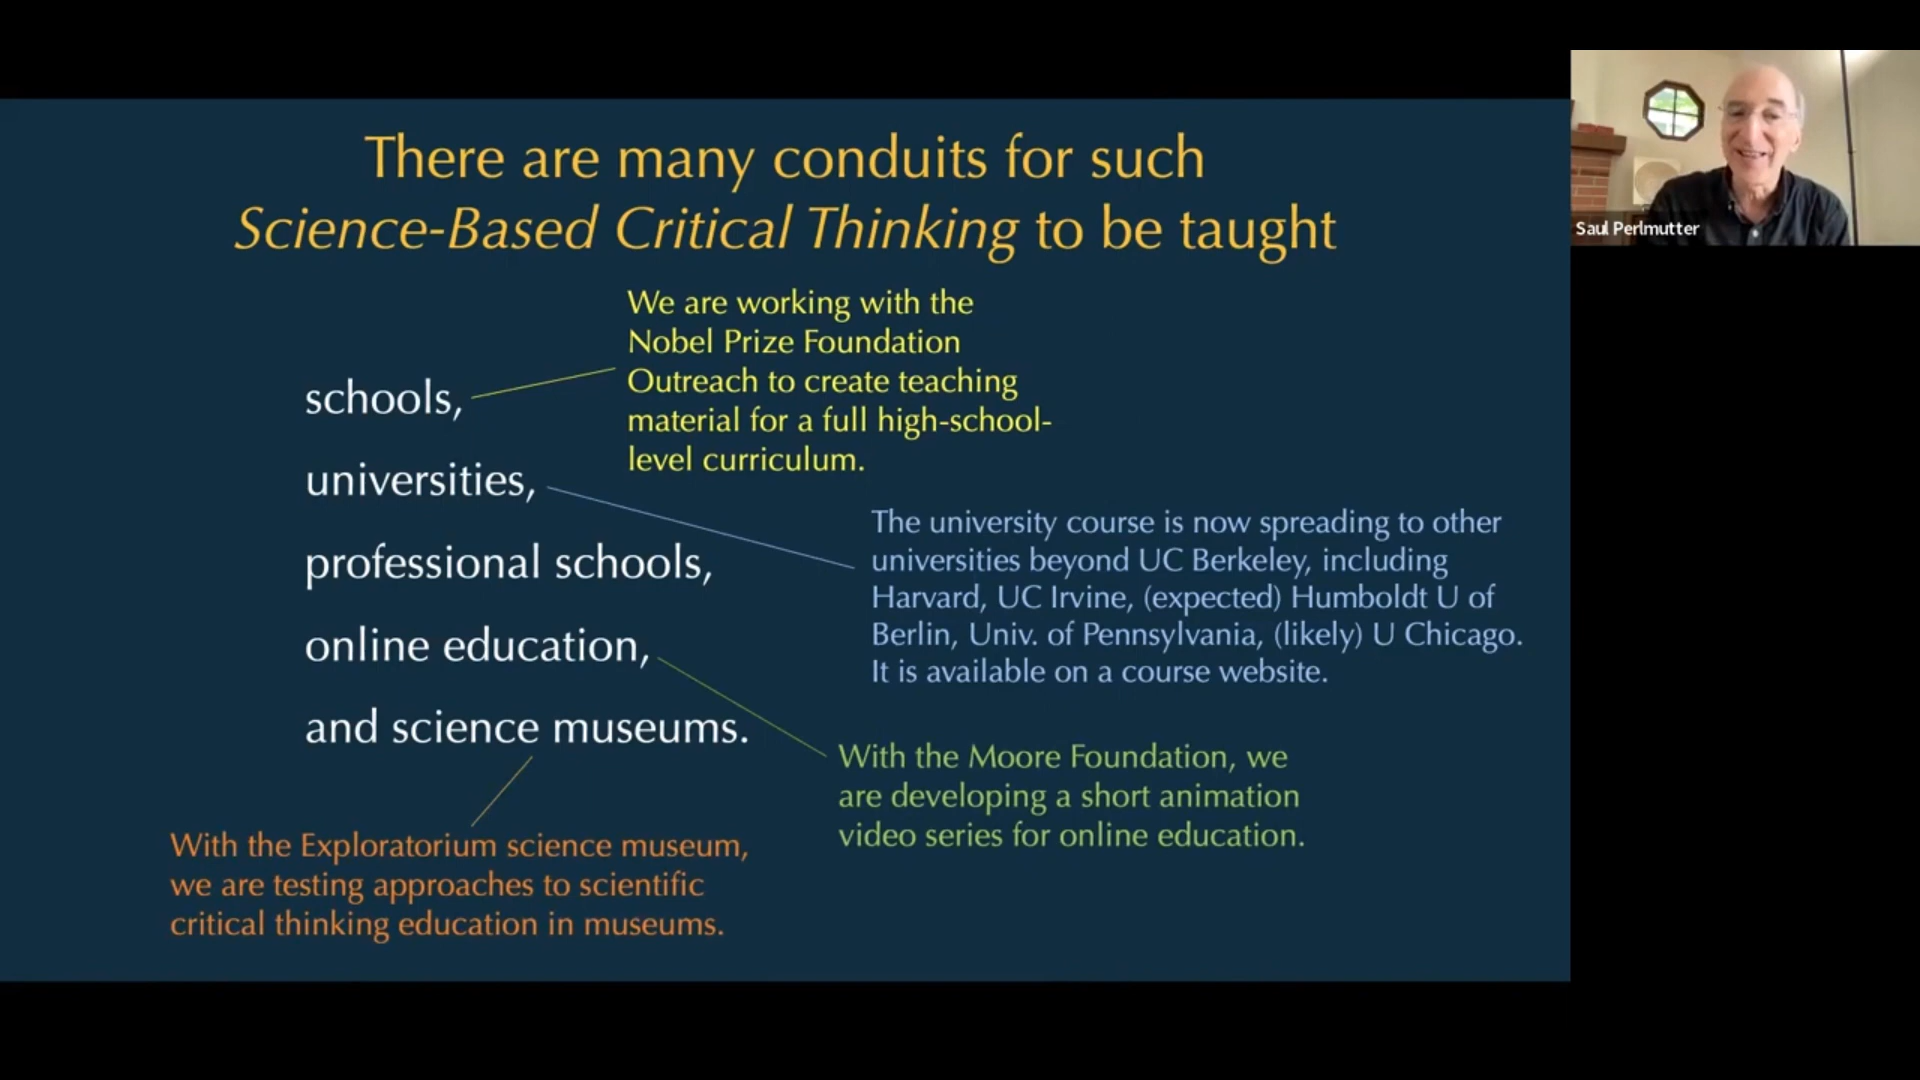 There are many conduits for such
Science-Based Critical Thinking to be taught
We are working with the
Nobel Prize Foundation
Outreach to create teaching
material for a full high-school-
level curriculum.
schools,
universities,
professional schools,
online education,
and science museums.
The university course is now spreading to other
universities beyond UC Berkeley, including
Harvard, UC Irvine, (expected) Humboldt U of
Berlin, Univ. of Pennsylvania, (likely) U Chicago.
It is available on a course website.
With the Moore Foundation, we
are developing a short animation
video series for online education.
With the Exploratorium science museum,
we are testing approaches to scientific
critical thinking education in museums.
Saul Perlmutter